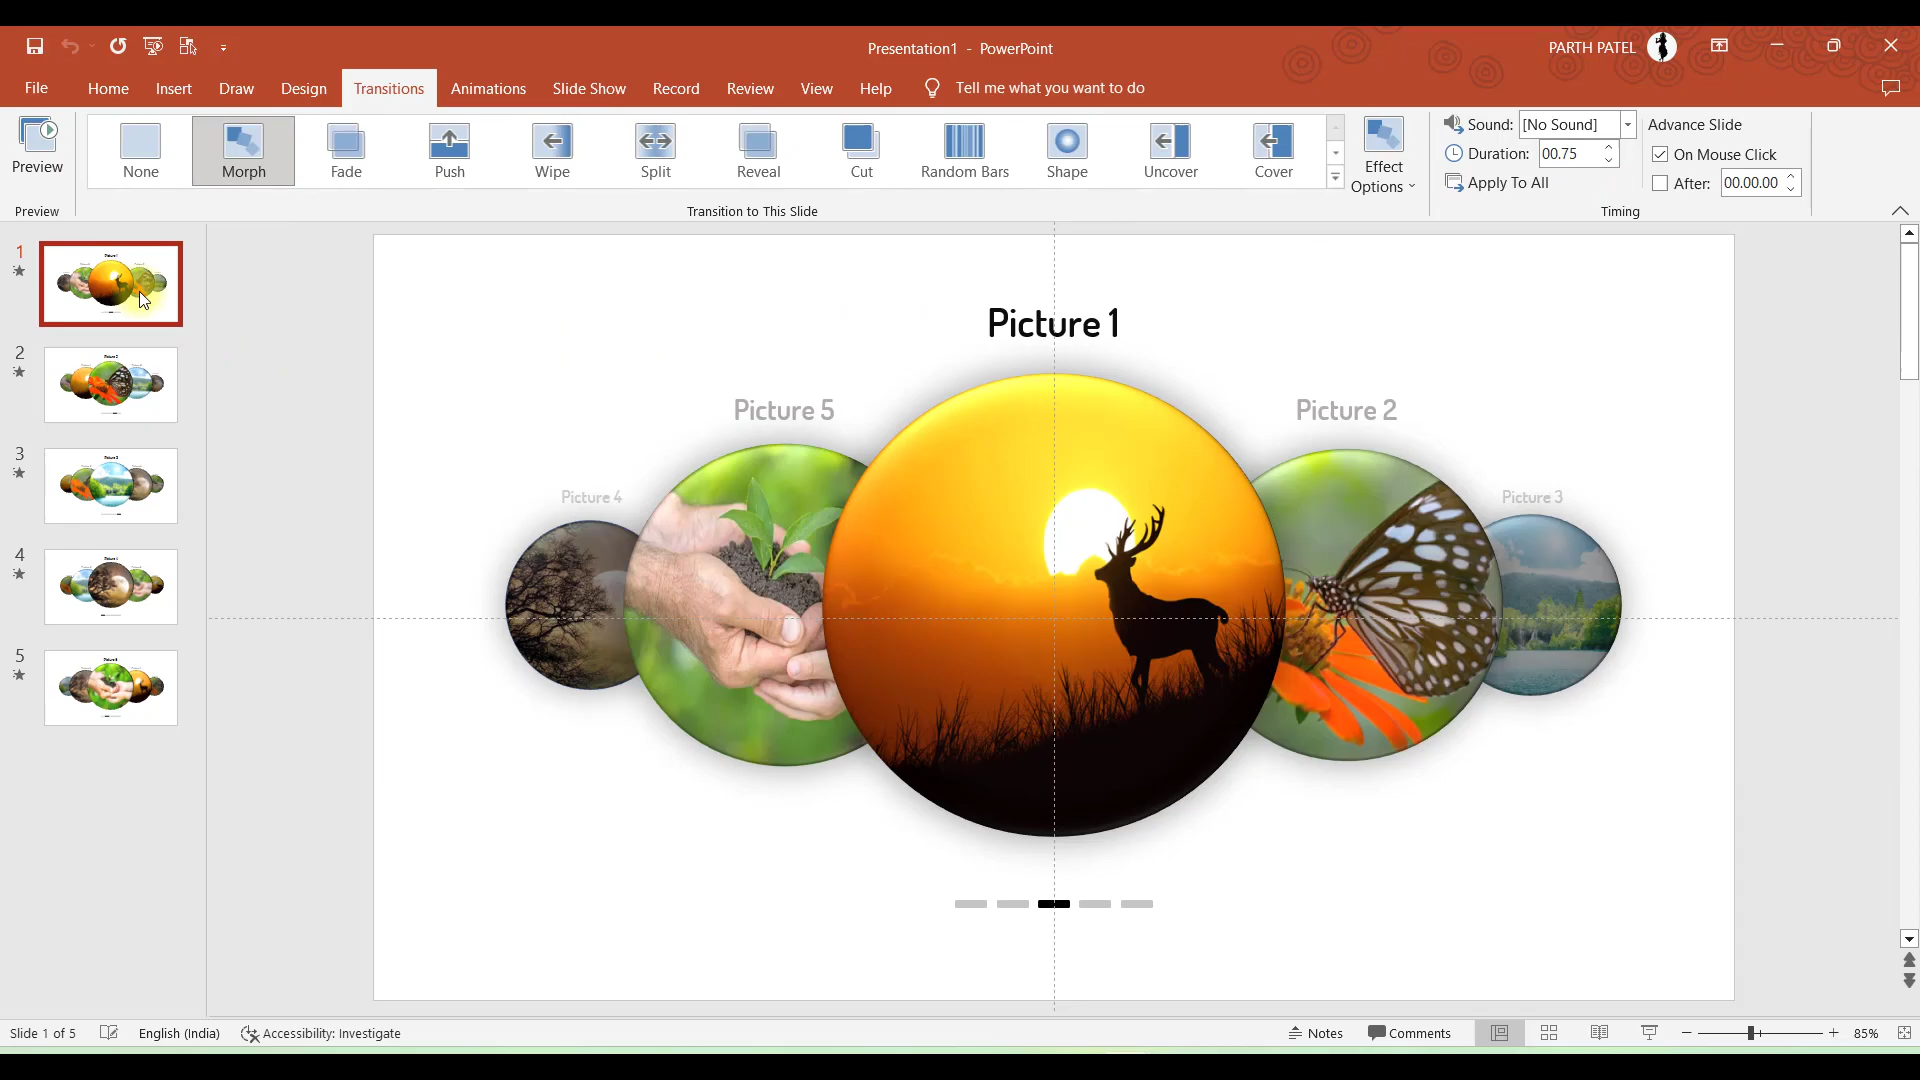 Presentation1 - PowerPoint
PARTH PATEL
File Home Insert Draw Design Transitions Animations Slide Show Record Review View Help Tell me what you want to do
Preview
None Morph Fade Push Wipe Split Reveal Cut Random Bars Shape Uncover Cover
Effect
Options
Sound: [No Sound]
Duration: 00.75
Apply To All
Advance Slide
On Mouse Click
After: 00.00.00
Preview
Transition to This Slide
Timing
1
2
3
4
5
Picture 1
Picture 5
Picture 2
Picture 4
Picture 3
Slide 1 of 5
English (India)
Accessibility: Investigate
Notes
Comments
85%